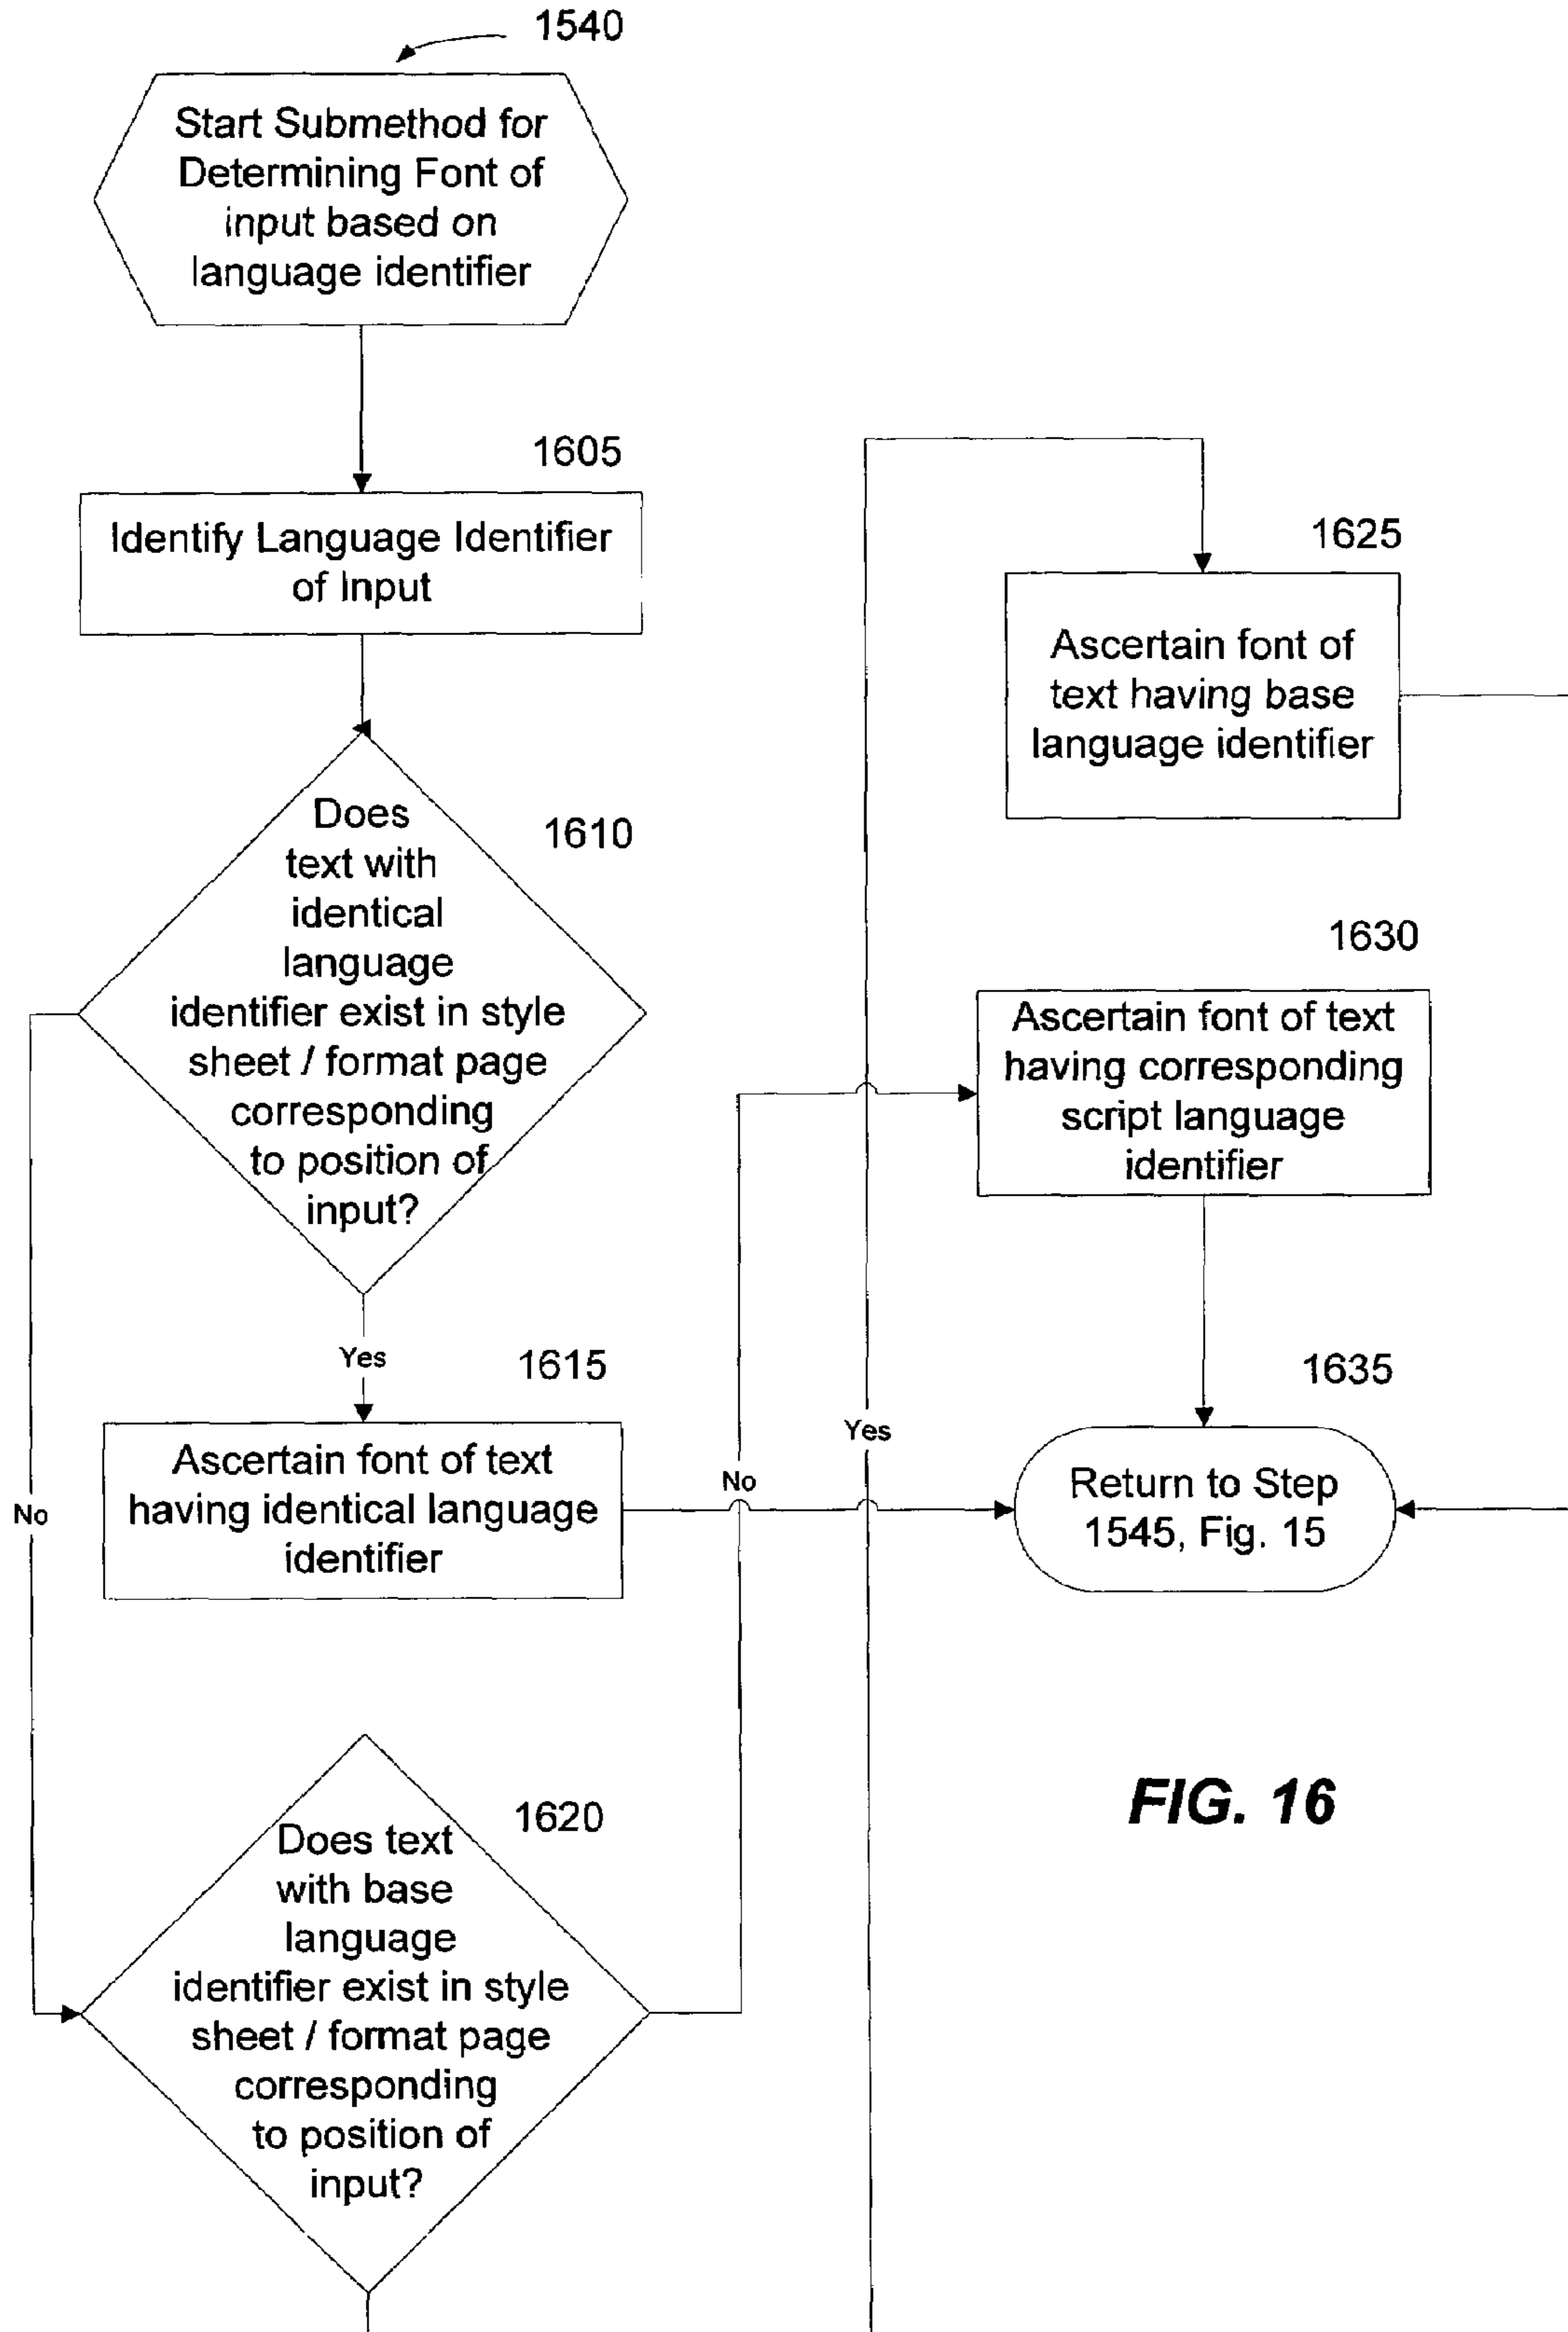 1540
Start Submethod for
Determining Font of
input based on
language identifier
1605
Identify Language Identifier
of Input
1610
Does
text with
identical
language
identifier exist in style
sheet / format page
corresponding
to position of
input?
Yes
1615
Ascertain font of text
having identical language
identifier
No
1620
Does text
with base
language
identifier exist in style
sheet / format page
corresponding
to position of
input?
No
Yes
1625
Ascertain font of
text having base
language identifier
1630
Ascertain font of text
having corresponding
script language
identifier
1635
Return to Step
1545, Fig. 15
FIG. 16